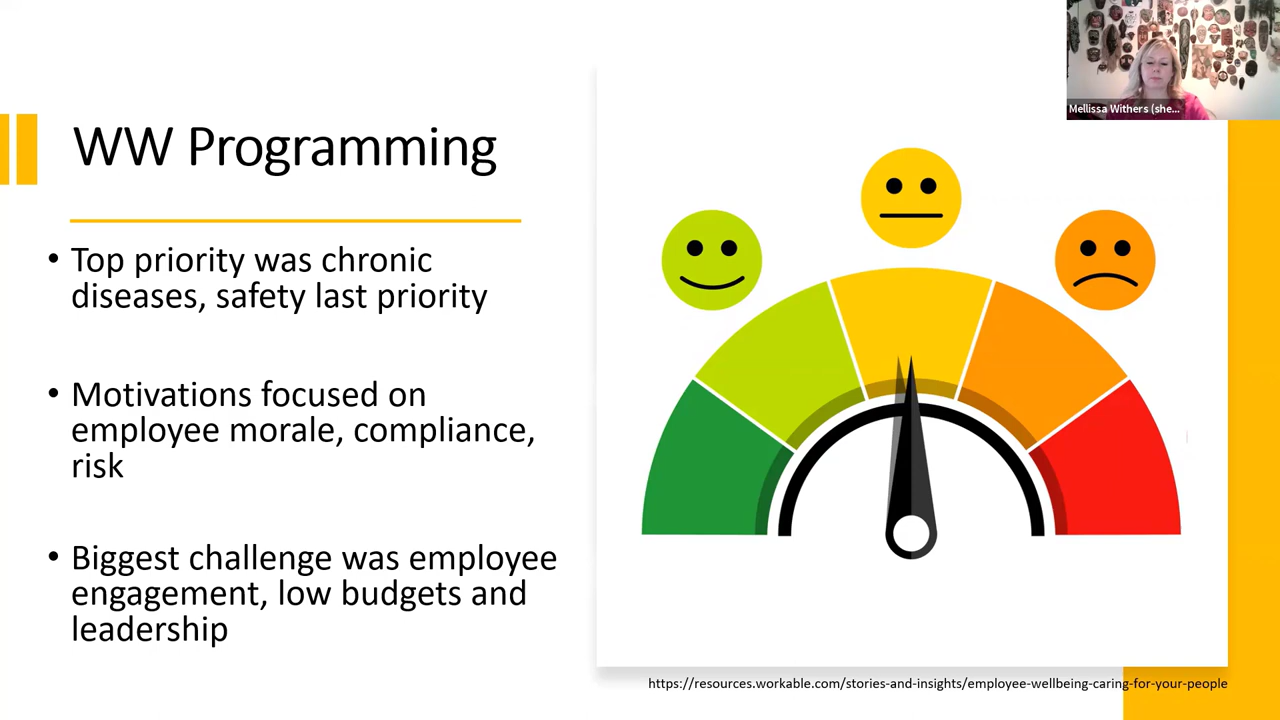 Mellissa Withers (she...
WW Programming
• Top priority was chronic
diseases, safety last priority
• Motivations focused on
employee morale, compliance,
risk
• Biggest challenge was employee
engagement, low budgets and
leadership
https://resources.workable.com/stories-and-insights/employee-wellbeing-caring-for-your-people